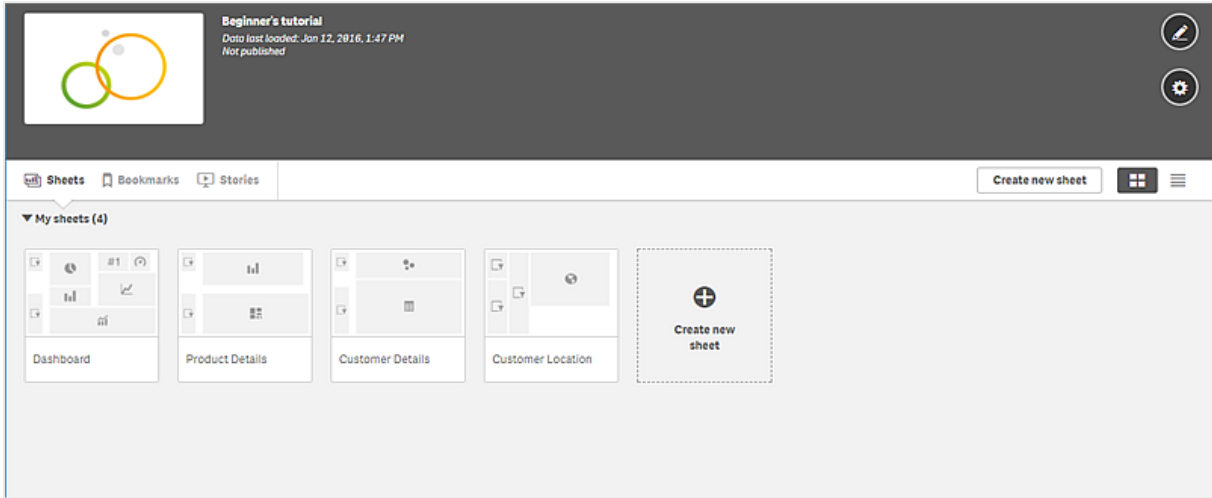 Beginner's tutorial
Data last loaded: Jan 12, 2016, 1:47 PM
Not published
Sheets
Bookmarks
Stories
Create new sheet
My sheets (4)
#1
Dashboard
Product Details
Customer Details
Customer Location
Create new
sheet